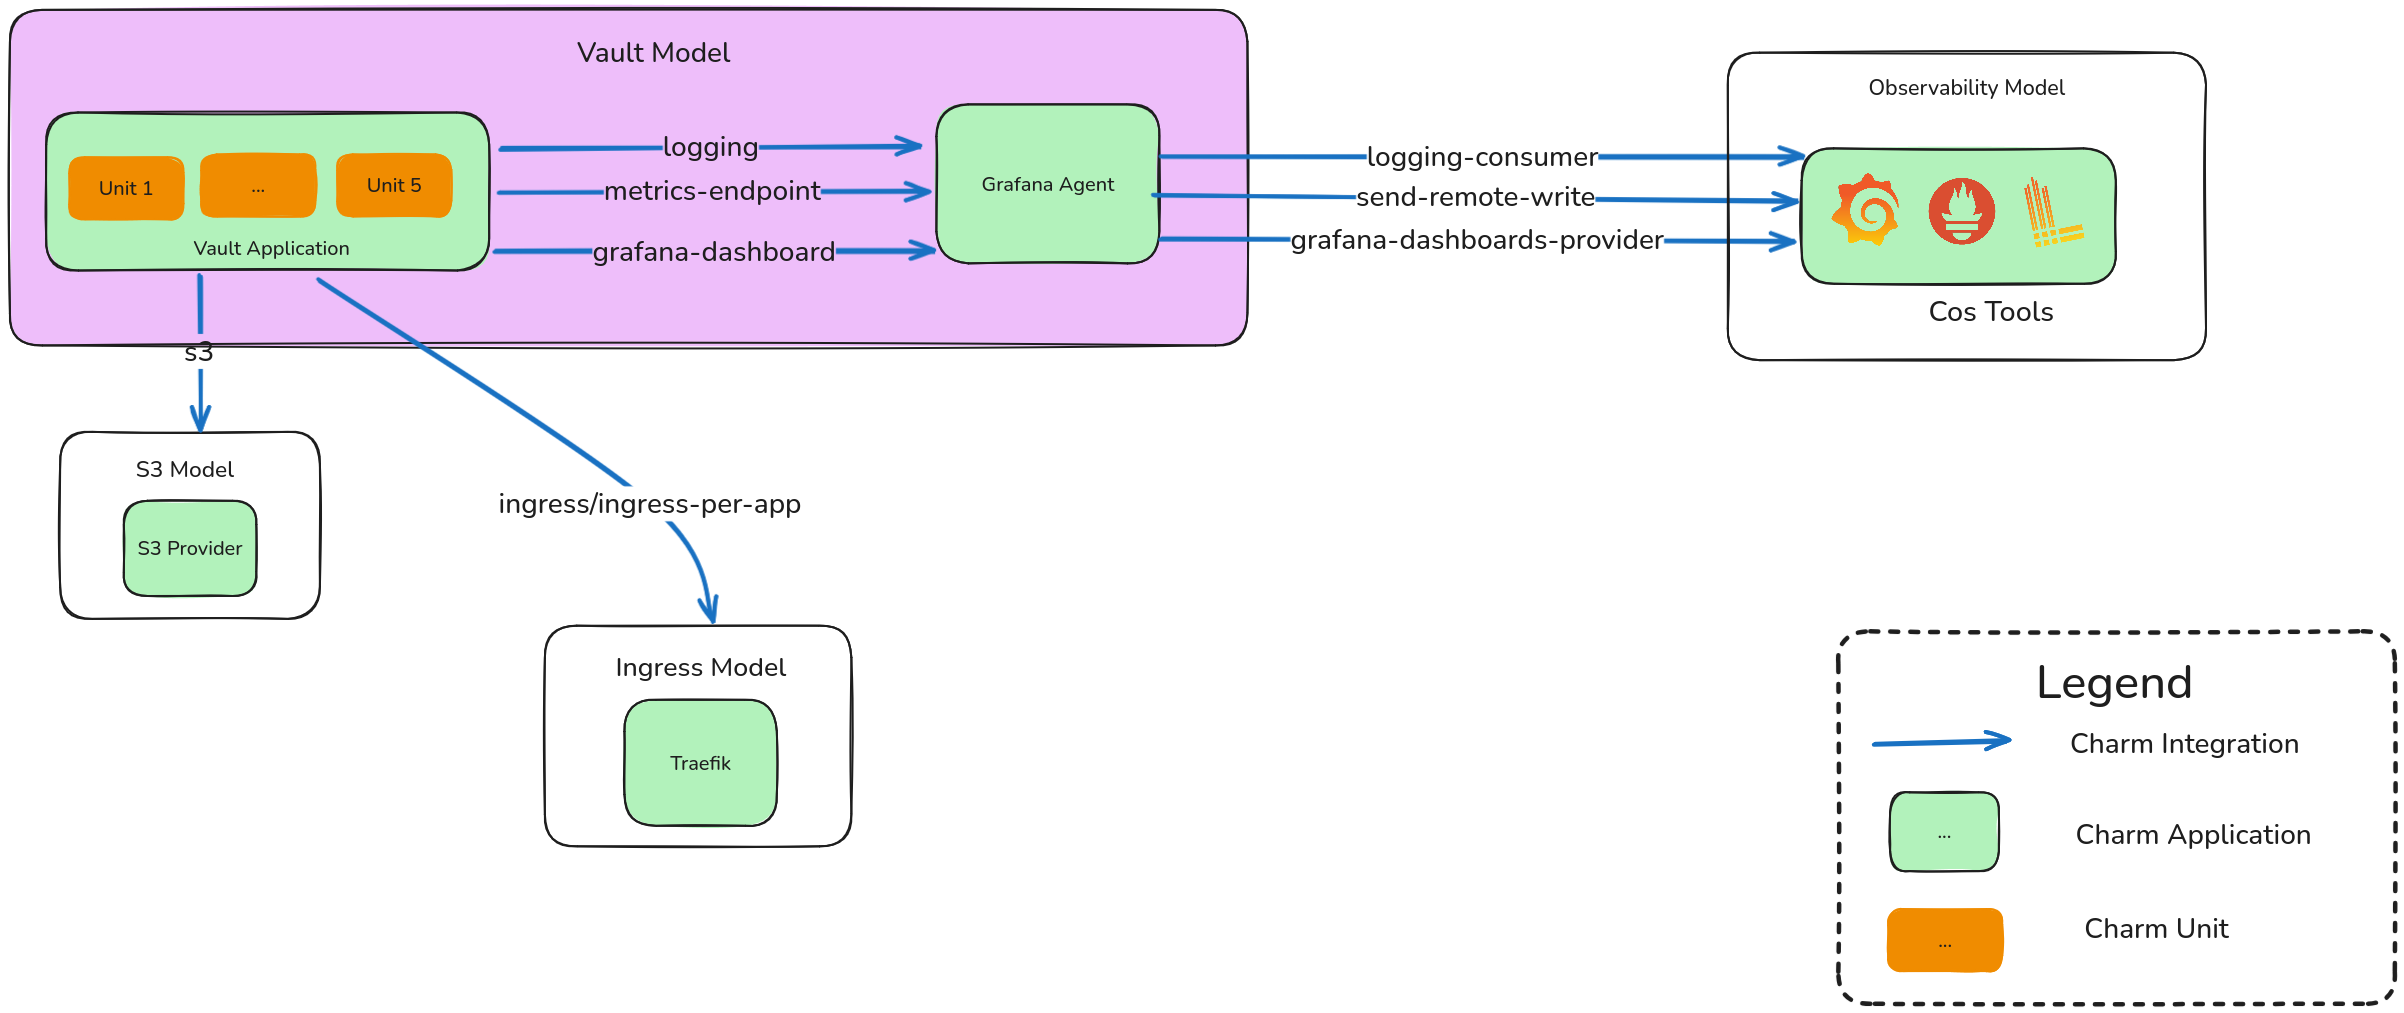 Vault Model
Observability Model
logging
metrics-endpoint
grafana-dashboard
Unit 1
...
Unit 5
Vault Application
Grafana Agent
logging-consumer
send-remote-write
grafana-dashboards-provider
Cos Tools
s3
S3 Model
S3 Provider
ingress/ingress-per-app
Ingress Model
Traefik
Legend
Charm Integration
...
Charm Application
...
Charm Unit